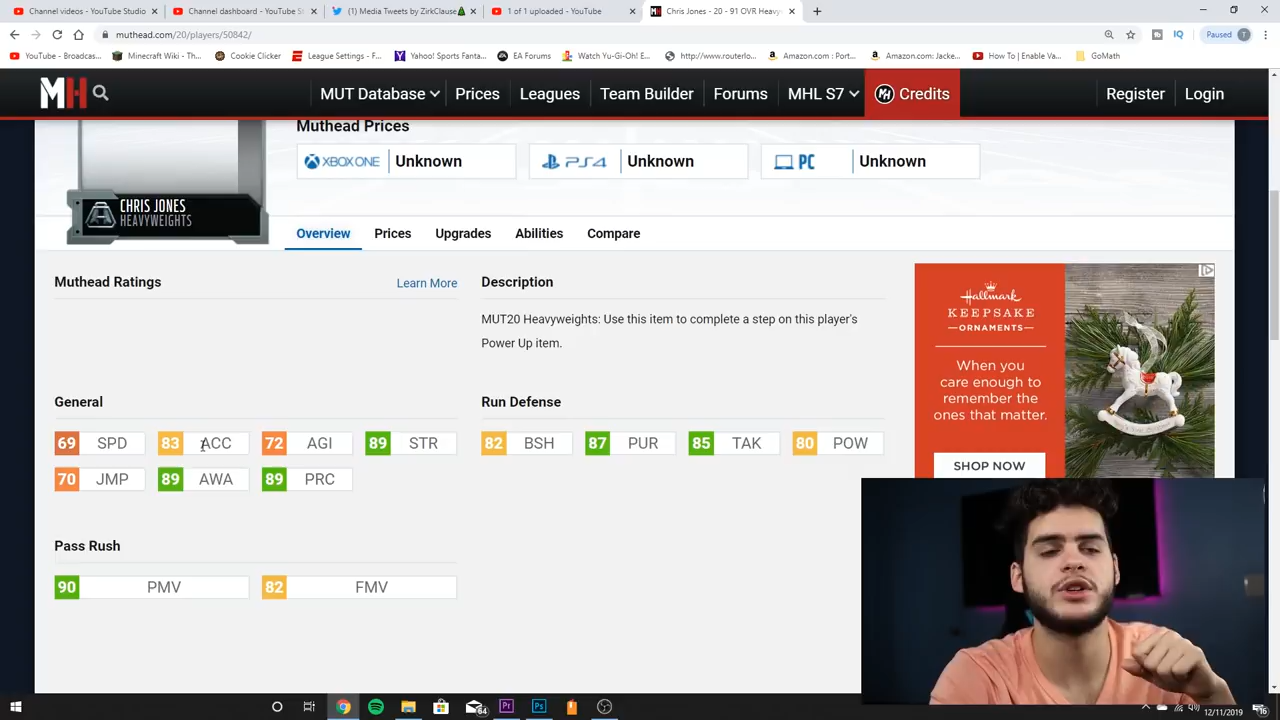 Channel videos - YouTube Studio
Channel dashboard - YouTube S
(1) Media Tweets by ZirkClause
1 of 1 uploaded - YouTube
Chris Jones - 20 - 91 OVR Heavy
muthead.com/20/players/50842/
IQ
Paused
T
YouTube - Broadcas...
Minecraft Wiki - Th...
Cookie Clicker
League Settings - F...
Yahoo! Sports Fanta...
EA Forums
Watch Yu-Gi-Oh! E...
http://www.routerlo...
Amazon.com : Port...
Amazon.com: Jacke...
How To | Enable Va...
GoMath
MH
MUT Database
Prices
Leagues
Team Builder
Forums
MHL S7
Credits
Register
Login
Muthead Prices
XBOX ONE
Unknown
PS4
Unknown
PC
Unknown
CHRIS JONES
HEAVYWEIGHTS
Overview
Prices
Upgrades
Abilities
Compare
Muthead Ratings
Learn More
Description
MUT20 Heavyweights: Use this item to complete a step on this player's
Power Up item.
General
69 SPD
83 ACC
72 AGI
89 STR
70 JMP
89 AWA
89 PRC
Run Defense
82 BSH
87 PUR
85 TAK
80 POW
Pass Rush
90 PMV
82 FMV
Hallmark
KEEPSAKE
ORNAMENTS
When you
care enough to
remember the
ones that matter.
SHOP NOW
64
Pr
Ps
12/11/2019
16